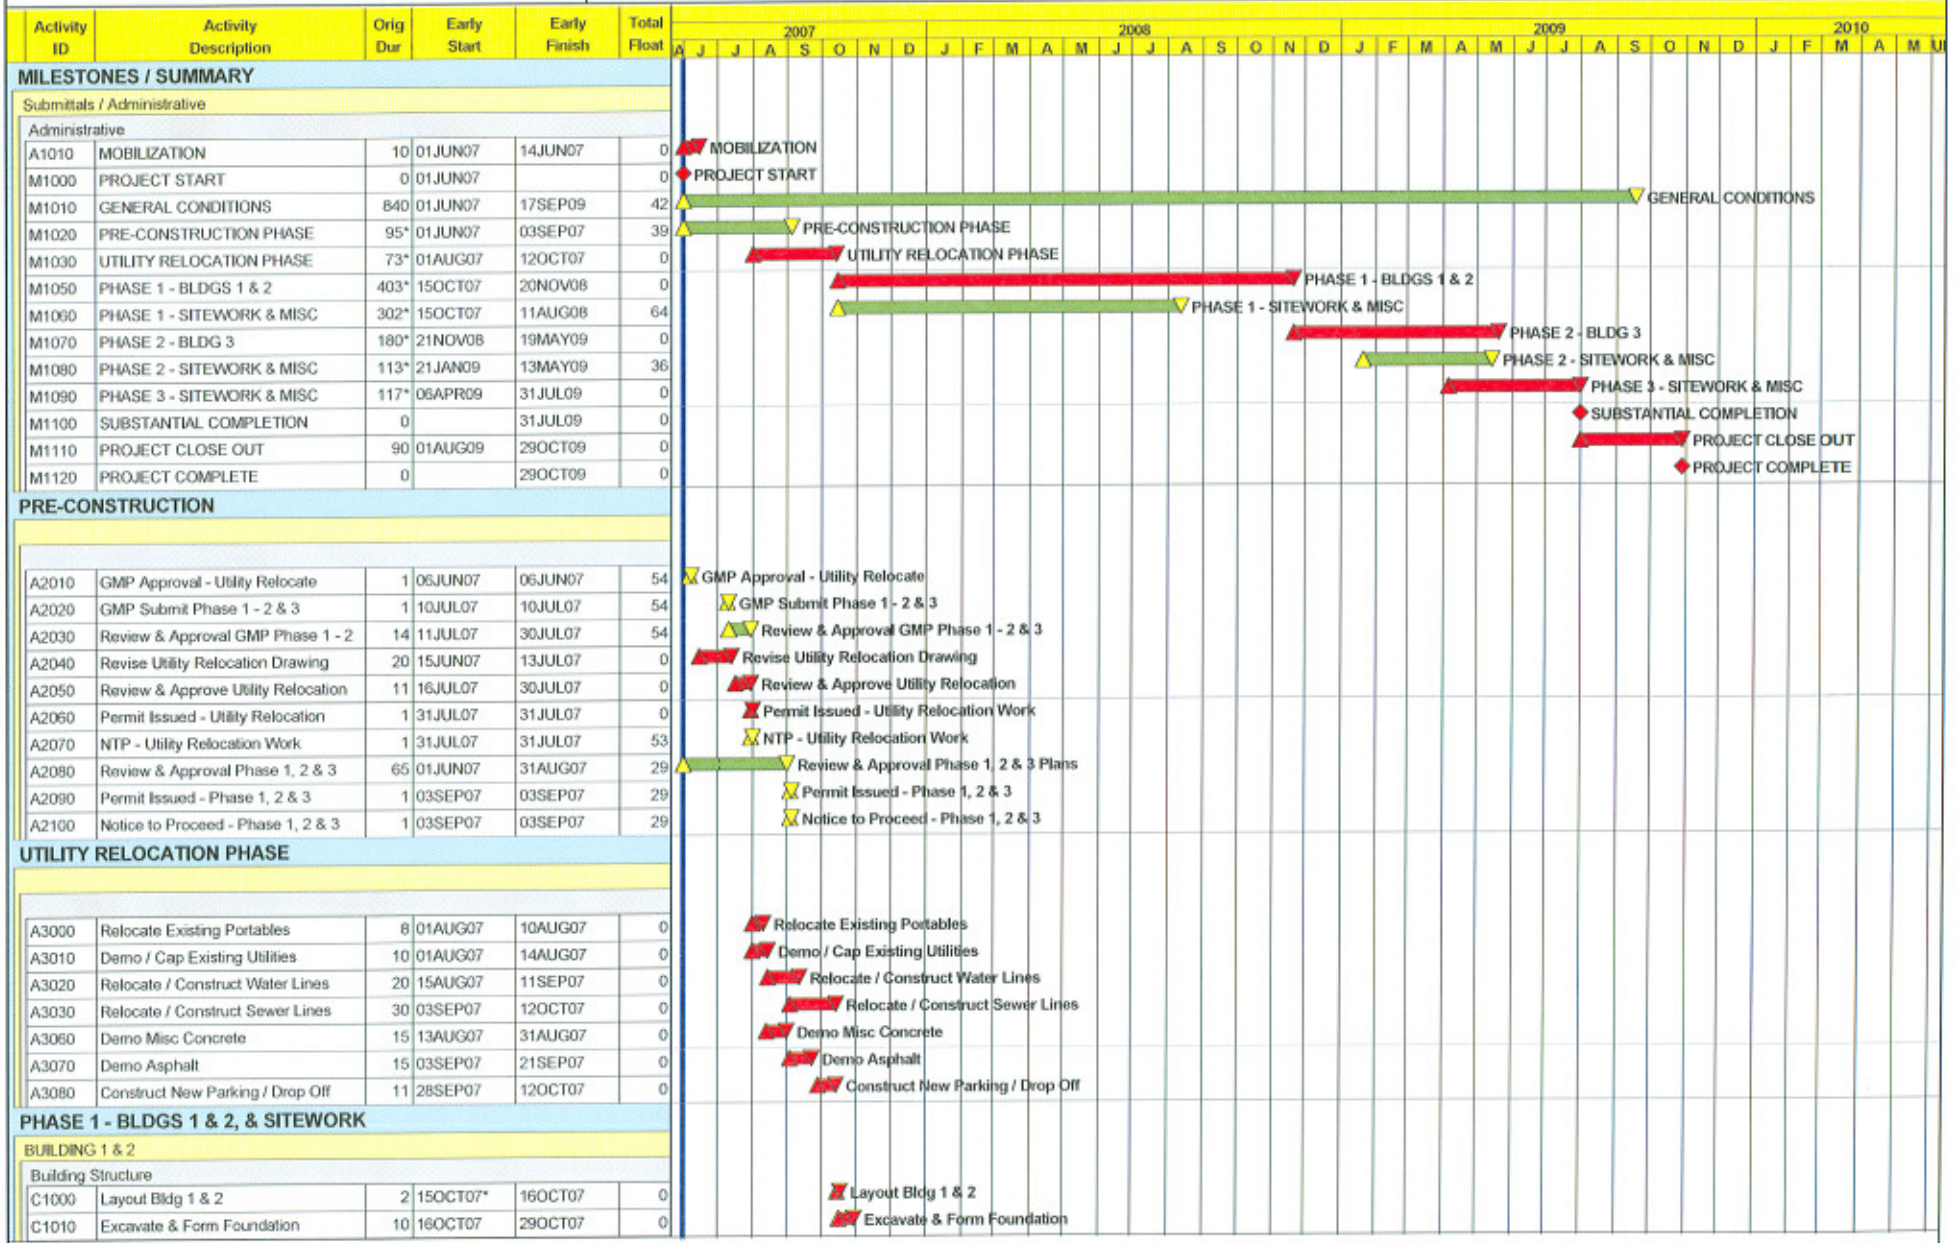 Activity ID Activity Description Orig Dur Early Start Early Finish Total Float
2007 2008 2009 2010
A J J A S O N D J F M A M J J A S O N D J F M A M J J A S O N D J F M A M
MILESTONES / SUMMARY
Submittals / Administrative
Administrative
A1010 MOBILIZATION 10 01JUN07 14JUN07 0 MOBILIZATION
M1000 PROJECT START 0 01JUN07 0 PROJECT START
M1010 GENERAL CONDITIONS 840 01JUN07 17SEP09 42 GENERAL CONDITIONS
M1020 PRE-CONSTRUCTION PHASE 95* 01JUN07 03SEP07 39 PRE-CONSTRUCTION PHASE
M1030 UTILITY RELOCATION PHASE 73* 01AUG07 12OCT07 0 UTILITY RELOCATION PHASE
M1050 PHASE 1 - BLDGS 1 & 2 403* 15OCT07 20NOV08 0 PHASE 1 - BLDGS 1 & 2
M1060 PHASE 1 - SITEWORK & MISC 302* 15OCT07 11AUG08 64 PHASE 1 - SITEWORK & MISC
M1070 PHASE 2 - BLDG 3 180* 21NOV08 19MAY09 0 PHASE 2 - BLDG 3
M1080 PHASE 2 - SITEWORK & MISC 113* 21JAN09 13MAY09 36 PHASE 2 - SITEWORK & MISC
M1090 PHASE 3 - SITEWORK & MISC 117* 06APR09 31JUL09 0 PHASE 3 - SITEWORK & MISC
M1100 SUBSTANTIAL COMPLETION 0 31JUL09 0 SUBSTANTIAL COMPLETION
M1110 PROJECT CLOSE OUT 90 01AUG09 29OCT09 0 PROJECT CLOSE OUT
M1120 PROJECT COMPLETE 0 29OCT09 0 PROJECT COMPLETE
PRE-CONSTRUCTION
A2010 GMP Approval - Utility Relocate 1 06JUN07 06JUN07 54 GMP Approval - Utility Relocate
A2020 GMP Submit Phase 1 - 2 & 3 1 10JUL07 10JUL07 54 GMP Submit Phase 1 - 2 & 3
A2030 Review & Approval GMP Phase 1 - 2 14 11JUL07 30JUL07 54 Review & Approval GMP Phase 1 - 2 & 3
A2040 Revise Utility Relocation Drawing 20 15JUN07 13JUL07 0 Revise Utility Relocation Drawing
A2050 Review & Approve Utility Relocation 11 16JUL07 30JUL07 0 Review & Approve Utility Relocation
A2060 Permit Issued - Utility Relocation 1 31JUL07 31JUL07 0 Permit Issued - Utility Relocation Work
A2070 NTP - Utility Relocation Work 1 31JUL07 31JUL07 53 NTP - Utility Relocation Work
A2080 Review & Approval Phase 1, 2 & 3 65 01JUN07 31AUG07 29 Review & Approval Phase 1, 2 & 3 Plans
A2090 Permit Issued - Phase 1, 2 & 3 1 03SEP07 03SEP07 29 Permit Issued - Phase 1, 2 & 3
A2100 Notice to Proceed - Phase 1, 2 & 3 1 03SEP07 03SEP07 29 Notice to Proceed - Phase 1, 2 & 3
UTILITY RELOCATION PHASE
A3000 Relocate Existing Portables 8 01AUG07 10AUG07 0 Relocate Existing Portables
A3010 Demo / Cap Existing Utilities 10 01AUG07 14AUG07 0 Demo / Cap Existing Utilities
A3020 Relocate / Construct Water Lines 20 15AUG07 11SEP07 0 Relocate / Construct Water Lines
A3030 Relocate / Construct Sewer Lines 30 03SEP07 12OCT07 0 Relocate / Construct Sewer Lines
A3060 Demo Misc Concrete 15 13AUG07 31AUG07 0 Demo Misc Concrete
A3070 Demo Asphalt 15 03SEP07 21SEP07 0 Demo Asphalt
A3080 Construct New Parking / Drop Off 11 28SEP07 12OCT07 0 Construct New Parking / Drop Off
PHASE 1 - BLDGS 1 & 2, & SITEWORK
BUILDING 1 & 2
Building Structure
C1000 Layout Bldg 1 & 2 2 15OCT07* 16OCT07 0 Layout Bldg 1 & 2
C1010 Excavate & Form Foundation 10 16OCT07 29OCT07 0 Excavate & Form Foundation